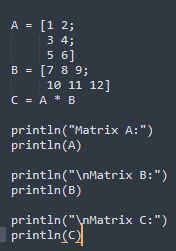 A = [1 2;
     3 4;
     5 6]
B = [7 8 9;
     10 11 12]
C = A * B
println("Matrix A:")
println(A)
println("\nMatrix B:")
println(B)
println("\nMatrix C:")
println(C)